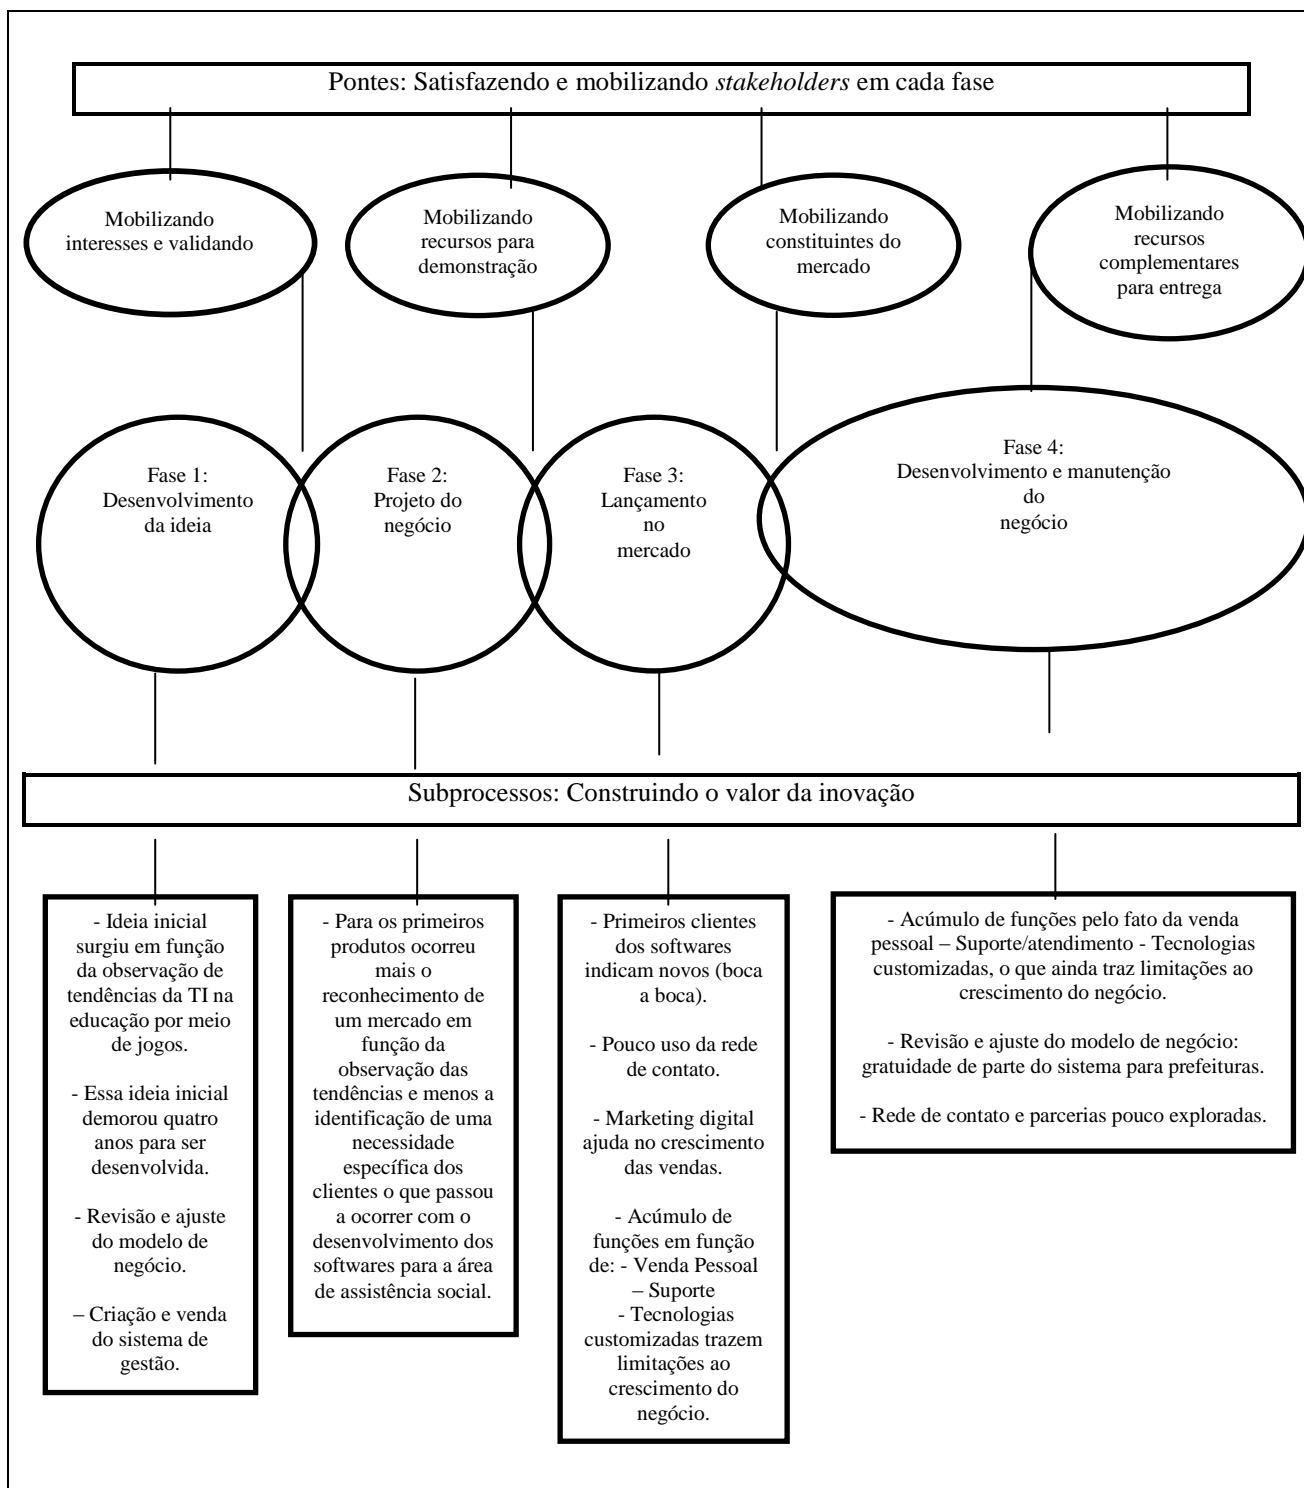 Pontes: Satisfazendo e mobilizando stakeholders em cada fase
Mobilizando
interesses e validando
Mobilizando
recursos para
demonstração
Mobilizando
constituintes do
mercado
Mobilizando
recursos
complementares
para entrega
Fase 1:
Desenvolvimento
da ideia
Fase 2:
Projeto do
negócio
Fase 3:
Lançamento
no
mercado
Fase 4:
Desenvolvimento e manutenção
do
negócio
Subprocessos: Construindo o valor da inovação
- Ideia inicial
surgiu em função
da observação de
tendências da TI na
educação por meio
de jogos.
- Essa ideia inicial
demorou quatro
anos para ser
desenvolvida.
- Revisão e ajuste
do modelo de
negócio.
– Criação e venda
do sistema de
gestão.
- Para os primeiros
produtos ocorreu
mais o
reconhecimento de
um mercado em
função da
observação das
tendências e menos a
identificação de uma
necessidade
específica dos
clientes o que passou
a ocorrer com o
desenvolvimento dos
softwares para a área
de assistência social.
- Primeiros clientes
dos softwares
indicam novos (boca
a boca).
- Pouco uso da rede
de contato.
- Marketing digital
ajuda no crescimento
das vendas.
- Acúmulo de
funções em função
de: - Venda Pessoal
– Suporte
- Tecnologias
customizadas trazem
limitações ao
crescimento do
negócio.
- Acúmulo de funções pelo fato da venda
pessoal – Suporte/atendimento - Tecnologias
customizadas, o que ainda traz limitações ao
crescimento do negócio.
- Revisão e ajuste do modelo de negócio:
gratuidade de parte do sistema para prefeituras.
- Rede de contato e parcerias pouco exploradas.